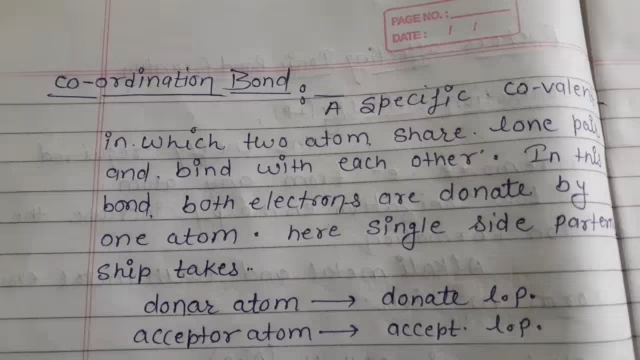 PAGE NO.:
DATE: / /
co-ordination Bond :
A specific co-valen
in which two atom share lone pai
and bind with each other. In this
bond both electrons are donate by
one atom. here single side partern
ship takes..
donar atom → donate l.p.
acceptor atom → accept. l.p.